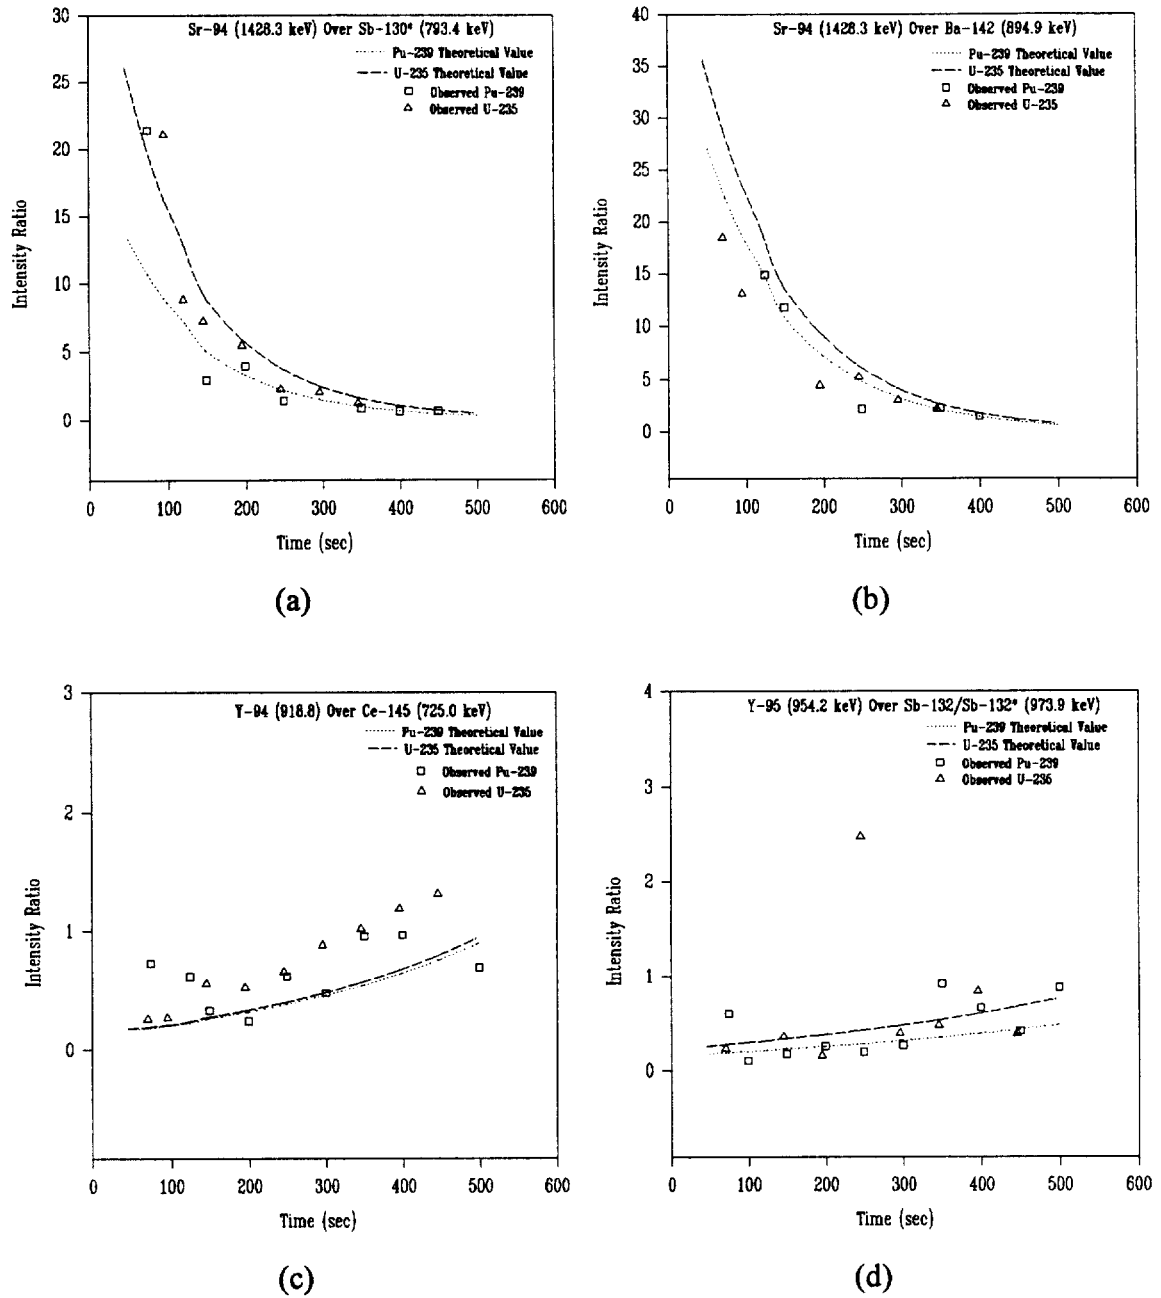 Sr-94 (1428.3 keV) Over Sb-130* (793.4 keV)
Pu-239 Theoretical Value
U-235 Theoretical Value
Observed Pu-239
Observed U-235
30
25
20
15
10
5
0
Intensity Ratio
0 100 200 300 400 500 600
Time (sec)
(a)
Sr-94 (1428.3 keV) Over Ba-142 (894.9 keV)
Pu-239 Theoretical Value
U-235 Theoretical Value
Observed Pu-239
Observed U-235
40
35
30
25
20
15
10
5
0
Intensity Ratio
0 100 200 300 400 500 600
Time (sec)
(b)
Y-94 (918.8) Over Ce-145 (725.0 keV)
Pu-239 Theoretical Value
U-235 Theoretical Value
Observed Pu-239
Observed U-235
3
2
1
0
Intensity Ratio
0 100 200 300 400 500 600
Time (sec)
(c)
Y-95 (954.2 keV) Over Sb-132/Sb-132* (973.9 keV)
Pu-239 Theoretical Value
U-235 Theoretical Value
Observed Pu-239
Observed U-235
4
3
2
1
0
Intensity Ratio
0 100 200 300 400 500 600
Time (sec)
(d)